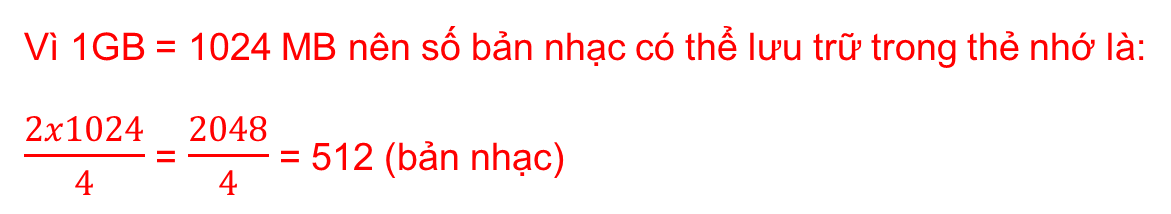 Vì 1GB = 1024 MB nên số bản nhạc có thể lưu trữ trong thẻ nhớ là:
2x1024/4 = 2048/4 = 512 (bản nhạc)